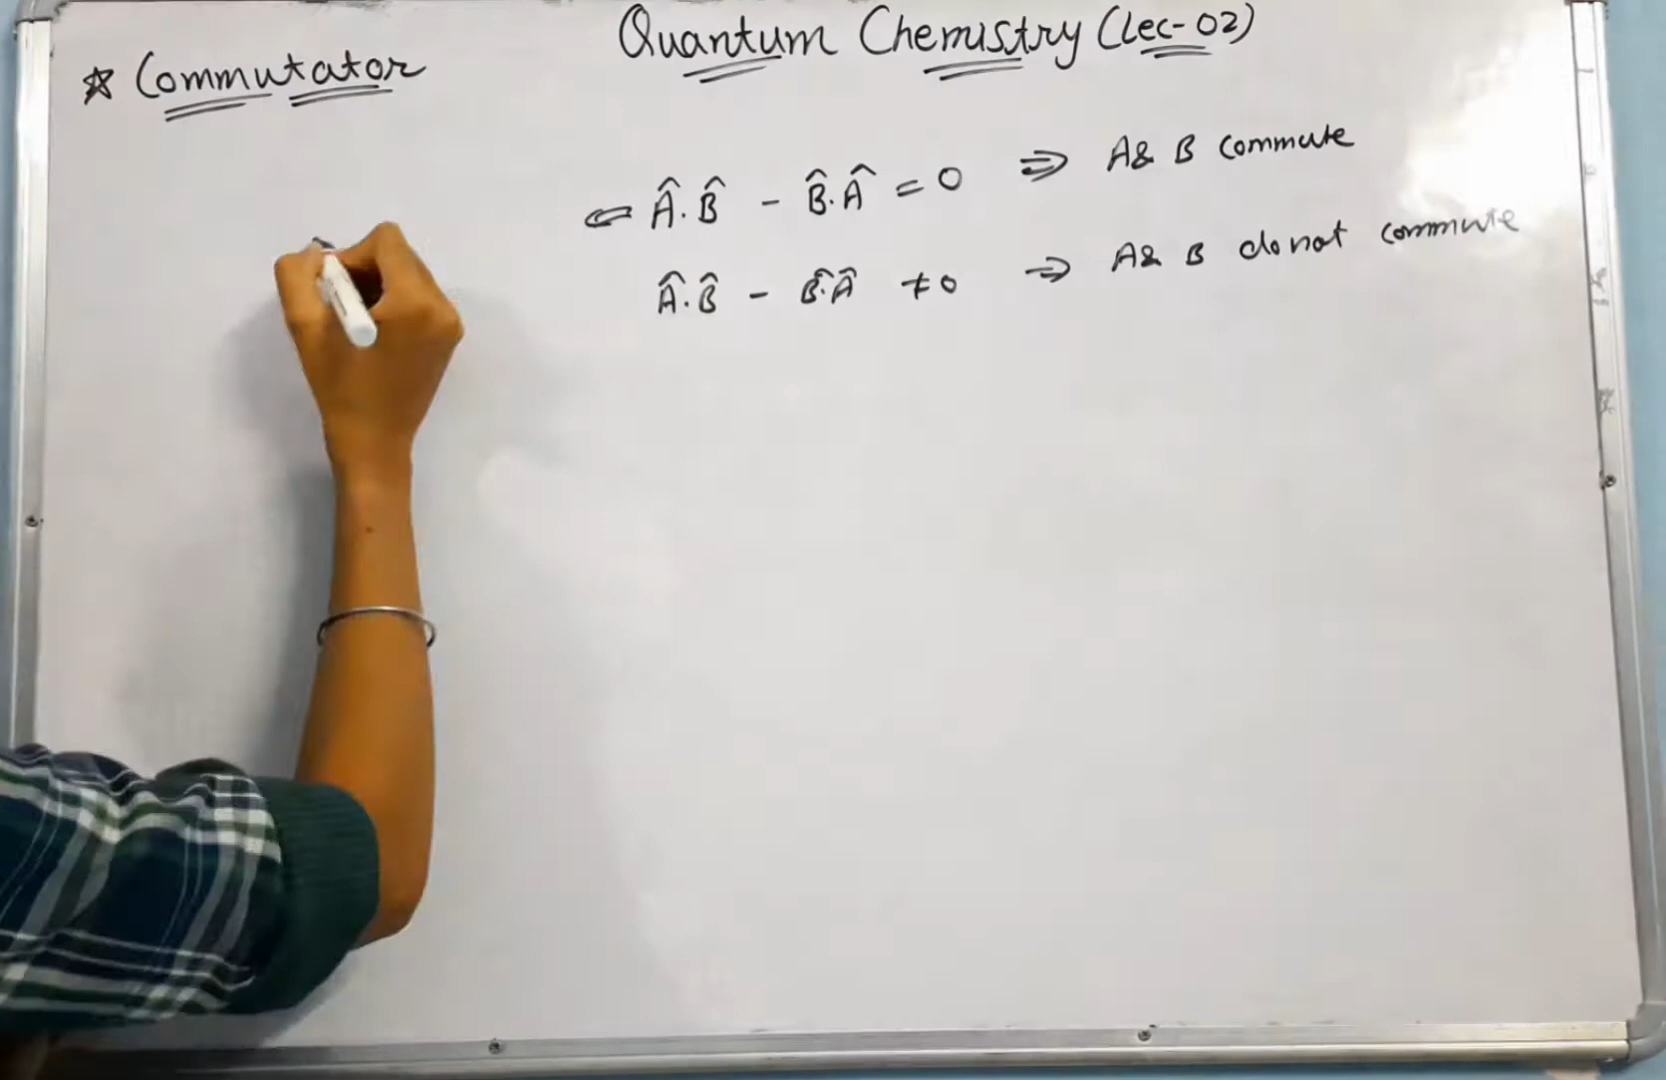 Quantum Chemistry (Lec-02)
☆ Commutator
⇐ Â.B̂ - B̂.Â = 0 ⇒ A & B commute
Â.B̂ - B̂.Â ≠ 0 ⇒ A & B do not commute